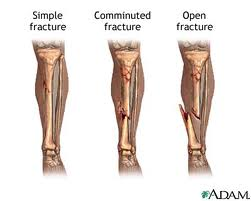 Simple fracture
Comminuted fracture
Open fracture
ADAM.